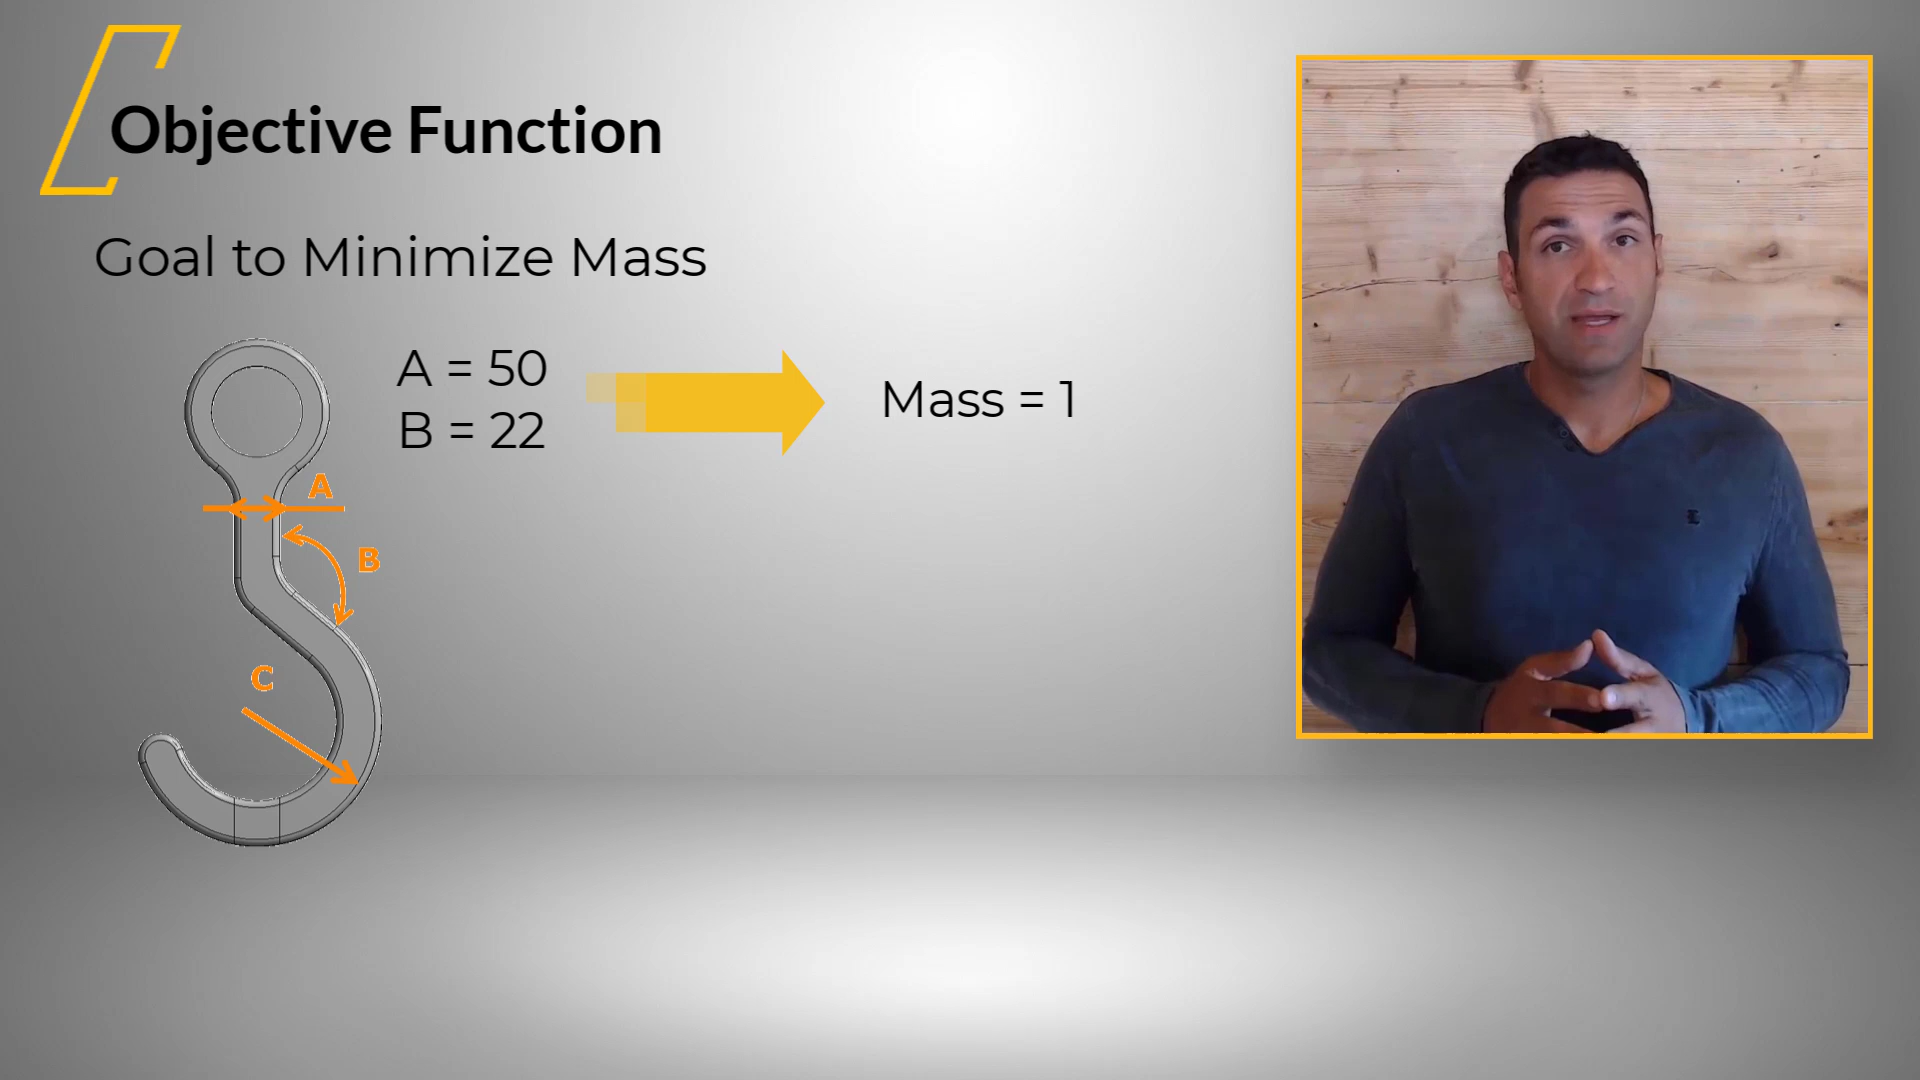 Objective Function
Goal to Minimize Mass
A = 50
B = 22
Mass = 1
A
B
C